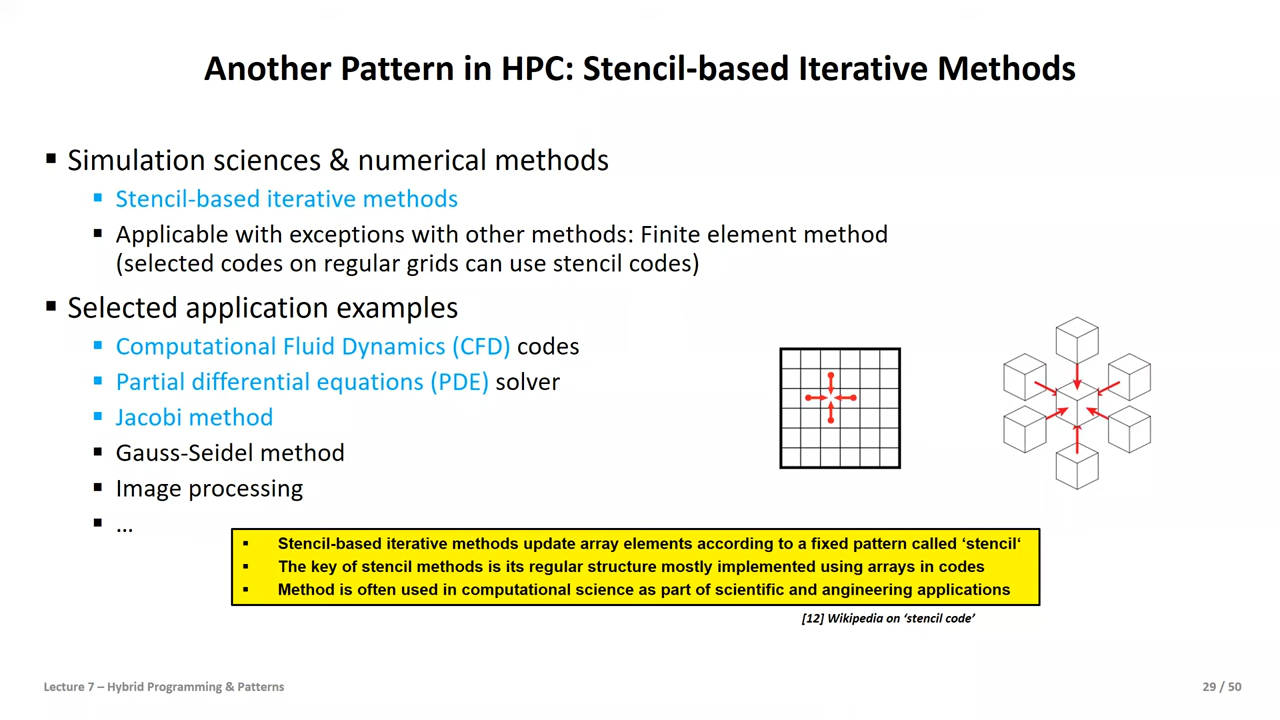 Another Pattern in HPC: Stencil-based Iterative Methods
▪ Simulation sciences & numerical methods
▪ Stencil-based iterative methods
▪ Applicable with exceptions with other methods: Finite element method
(selected codes on regular grids can use stencil codes)
▪ Selected application examples
▪ Computational Fluid Dynamics (CFD) codes
▪ Partial differential equations (PDE) solver
▪ Jacobi method
▪ Gauss-Seidel method
▪ Image processing
▪ …
▪ Stencil-based iterative methods update array elements according to a fixed pattern called ‘stencil‘
▪ The key of stencil methods is its regular structure mostly implemented using arrays in codes
▪ Method is often used in computational science as part of scientific and angineering applications
[12] Wikipedia on ‘stencil code’
Lecture 7 – Hybrid Programming & Patterns
29 / 50